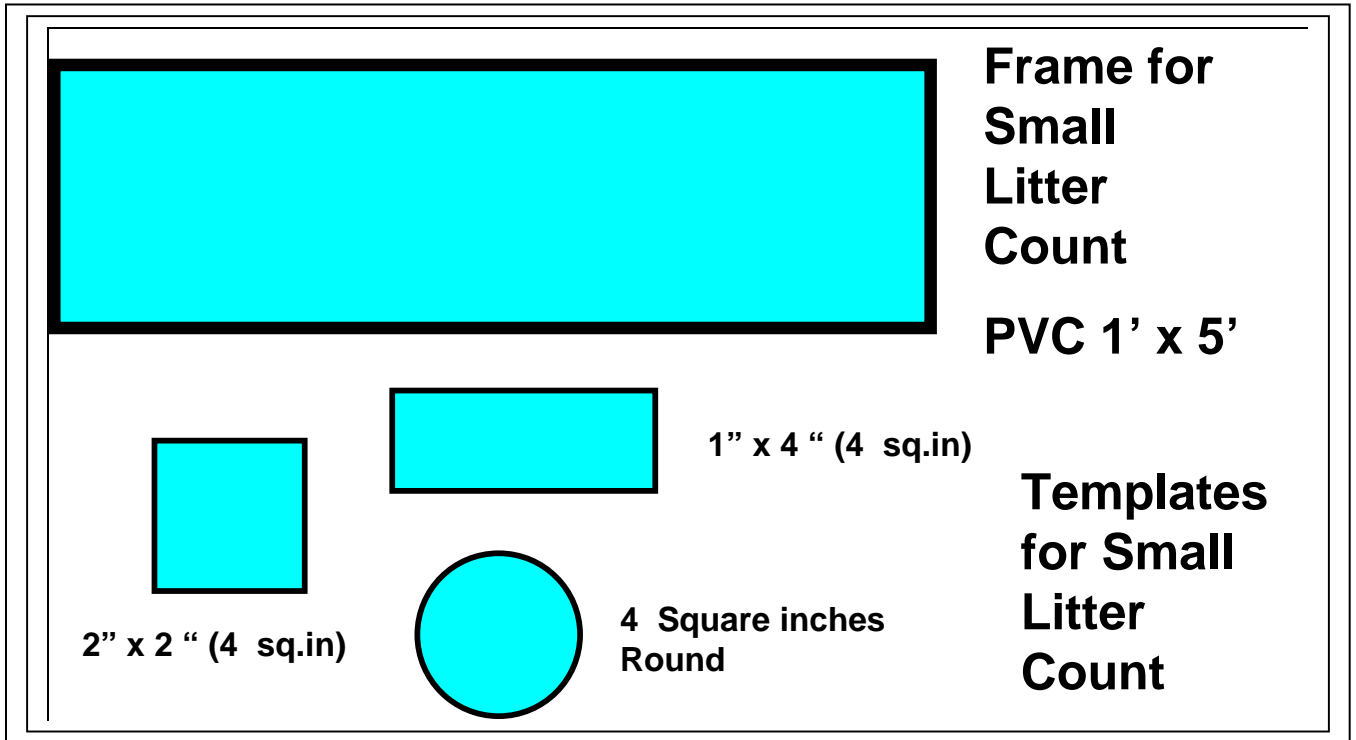 Frame for
Small
Litter
Count
PVC 1’ x 5’
1” x 4 “ (4  sq.in)
2” x 2 “ (4  sq.in)
4  Square inches
Round
Templates
for Small
Litter
Count